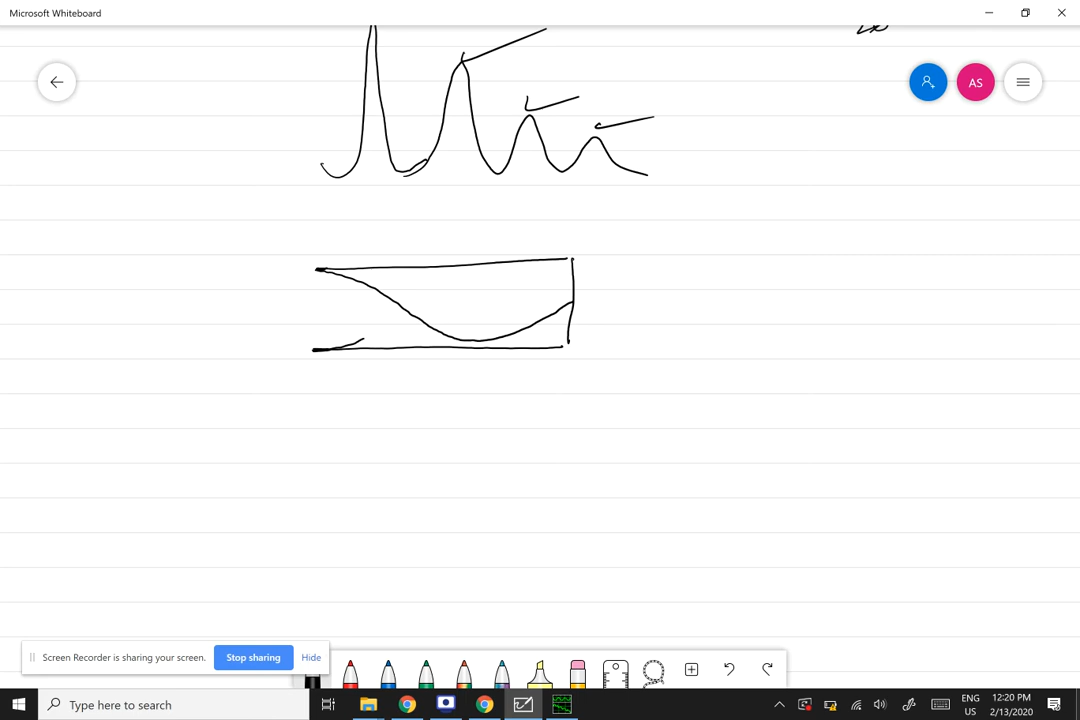 Microsoft Whiteboard
AS
Screen Recorder is sharing your screen.
Stop sharing
Hide
Type here to search
ENG
US
12:20 PM
2/13/2020